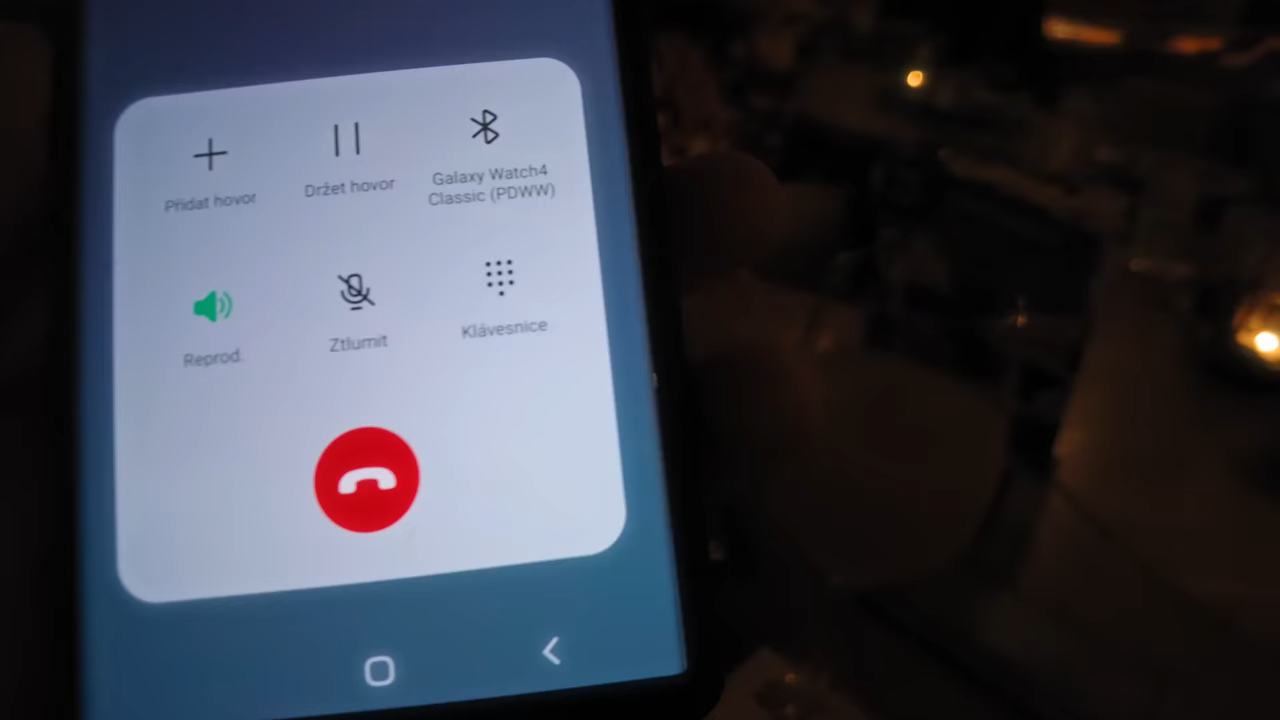 Přidat hovor
Držet hovor
Galaxy Watch4
Classic (PDWW)
Reprod.
Ztlumit
Klávesnice